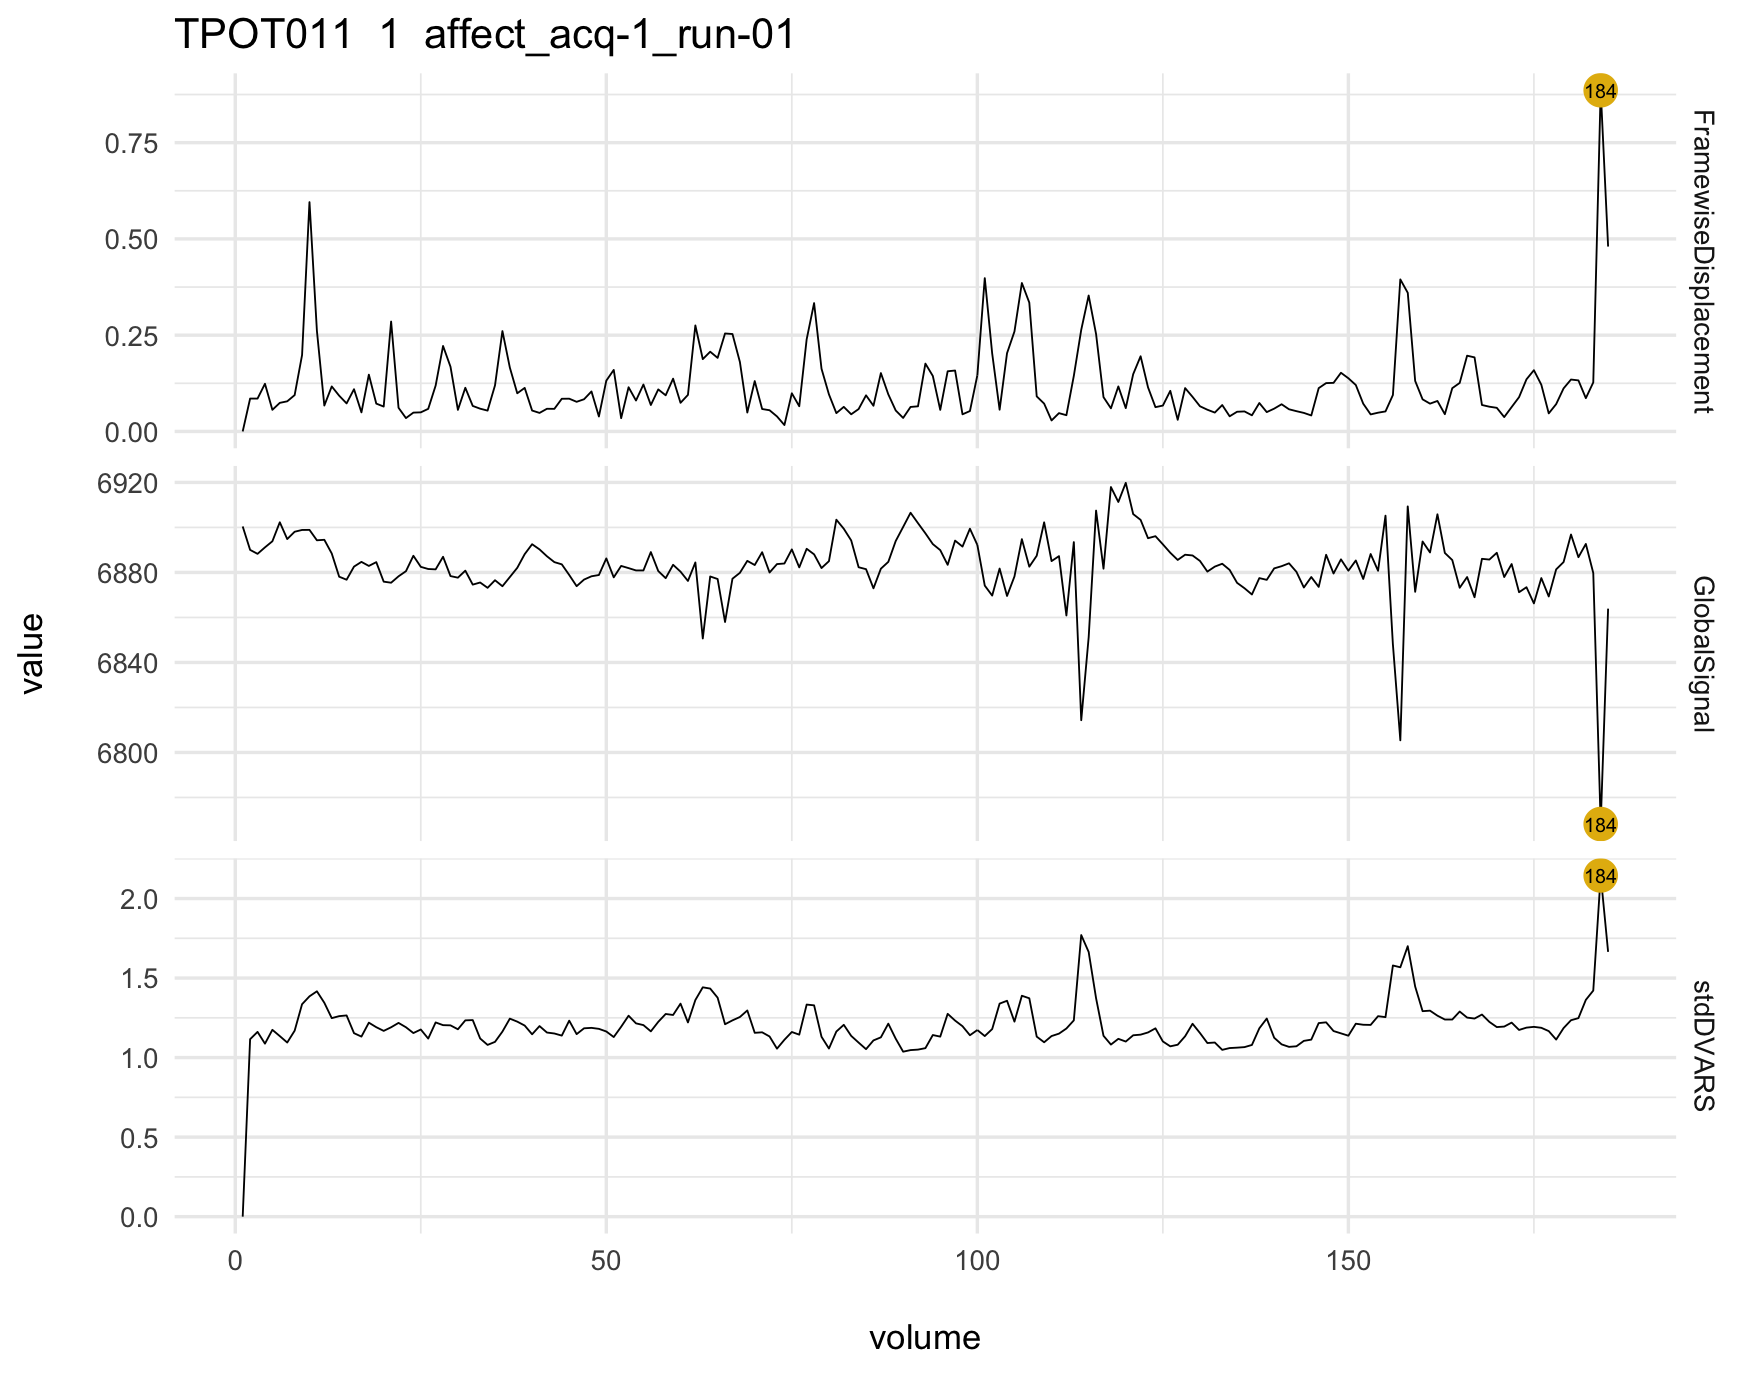 TPOT011 1 affect_acq-1_run-01
184
0.75
0.50
0.25
0.00
FramewiseDisplacement
6920
6880
6840
6800
184
GlobalSignal
value
184
2.0
1.5
1.0
0.5
0.0
stdDVARS
0 50 100 150
volume